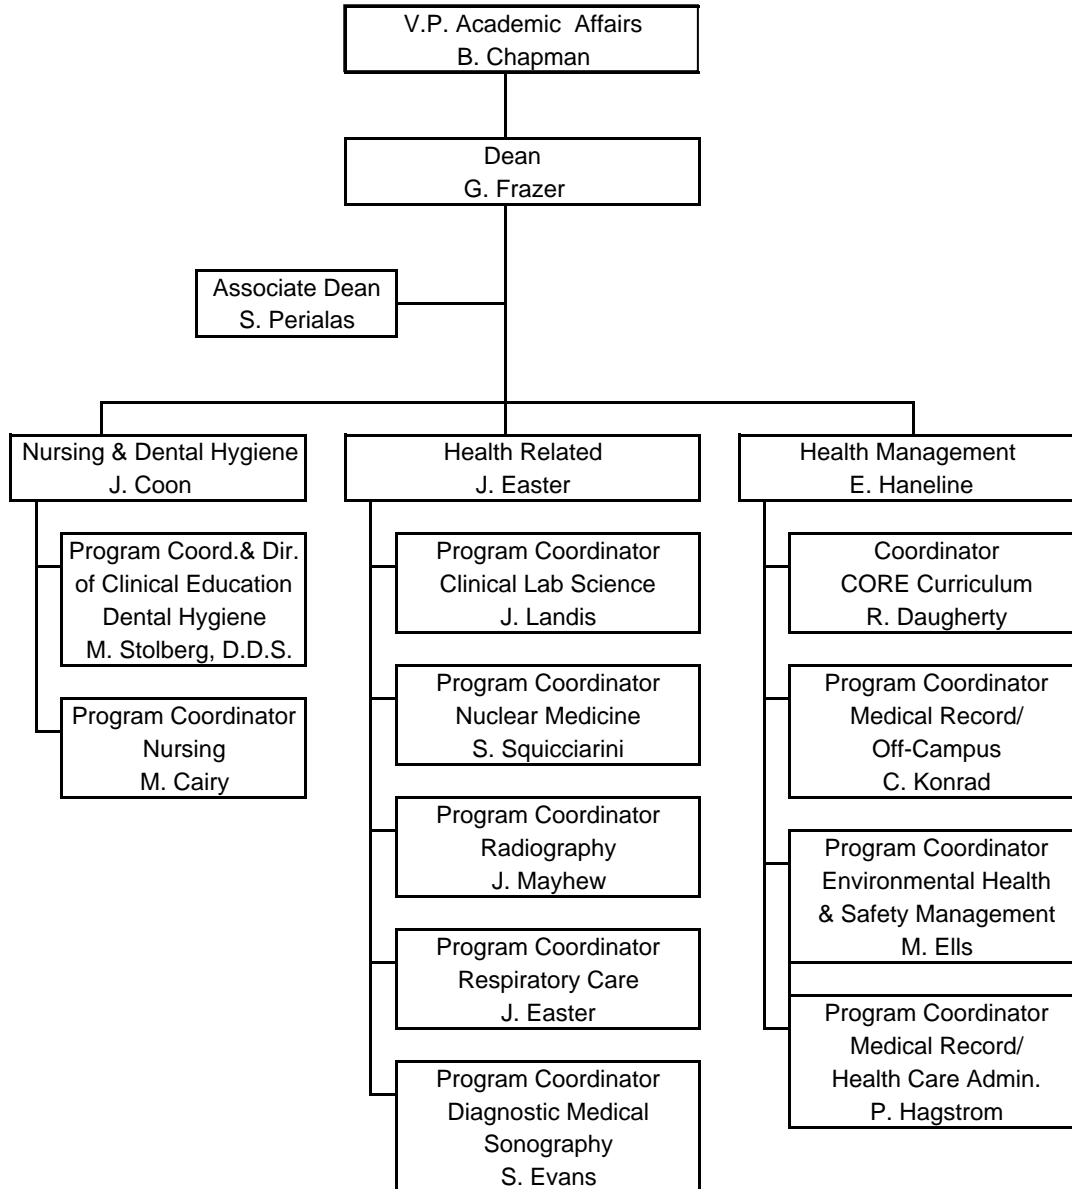 V.P. Academic  Affairs
B. Chapman
Dean
G. Frazer
Associate Dean
S. Perialas
Nursing & Dental Hygiene
J. Coon
Program Coord.& Dir.
of Clinical Education
Dental Hygiene
M. Stolberg, D.D.S.
Program Coordinator
Nursing
M. Cairy
Health Related
J. Easter
Program Coordinator
Clinical Lab Science
J. Landis
Program Coordinator
Nuclear Medicine
S. Squicciarini
Program Coordinator
Radiography
J. Mayhew
Program Coordinator
Respiratory Care
J. Easter
Program Coordinator
Diagnostic Medical
Sonography
S. Evans
Health Management
E. Haneline
Coordinator
CORE Curriculum
R. Daugherty
Program Coordinator
Medical Record/
Off-Campus
C. Konrad
Program Coordinator
Environmental Health
& Safety Management
M. Ells
Program Coordinator
Medical Record/
Health Care Admin.
P. Hagstrom